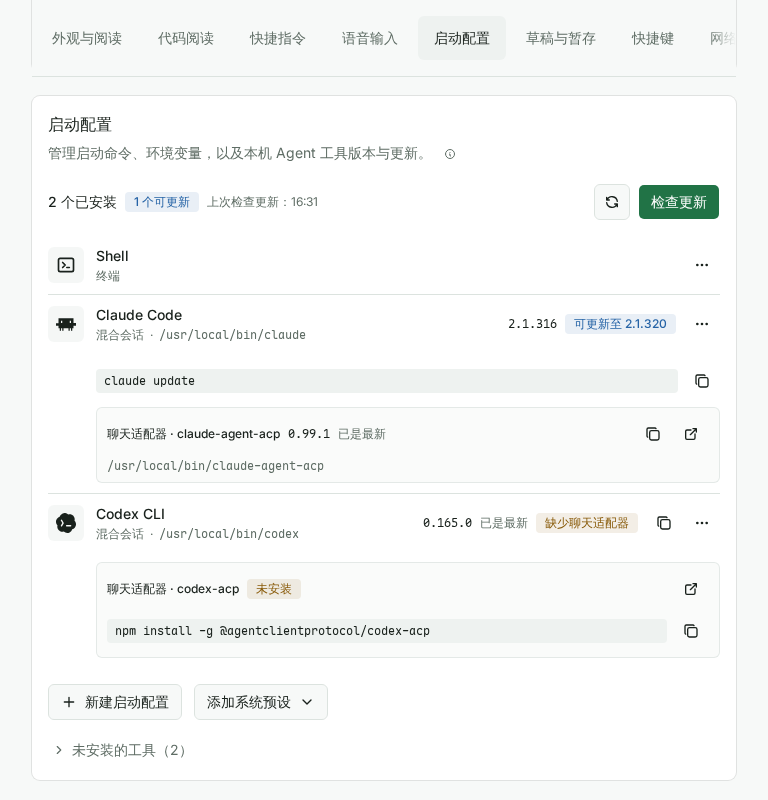 外观与阅读 代码阅读 快捷指令 语音输入 启动配置 草稿与暂存 快捷键 网络
启动配置
管理启动命令、环境变量，以及本机 Agent 工具版本与更新。
2 个已安装 1 个可更新 上次检查更新：16:31 检查更新
Shell
终端
Claude Code
混合会话 · /usr/local/bin/claude
2.1.316 可更新至 2.1.320
claude update
聊天适配器 · claude-agent-acp 0.99.1 已是最新
/usr/local/bin/claude-agent-acp
Codex CLI
混合会话 · /usr/local/bin/codex
0.165.0 已是最新 缺少聊天适配器
聊天适配器 · codex-acp 未安装
npm install -g @agentclientprotocol/codex-acp
新建启动配置 添加系统预设
未安装的工具（2）